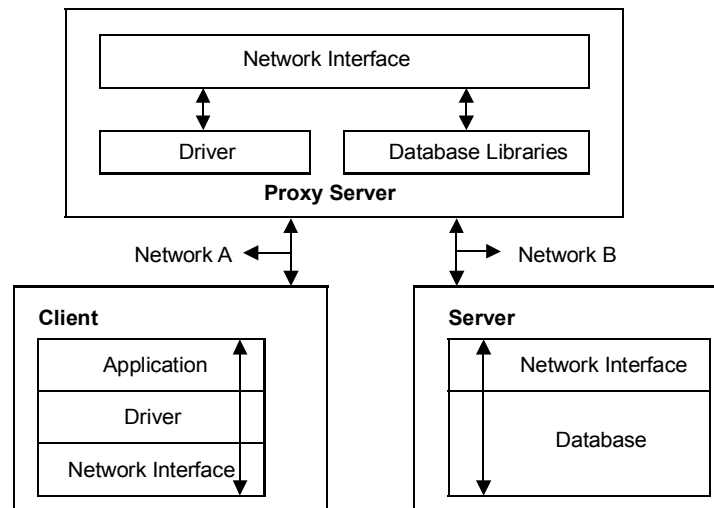 Network Interface
Driver
Database Libraries
Proxy Server
Network A
Network B
Client
Application
Driver
Network Interface
Server
Network Interface
Database